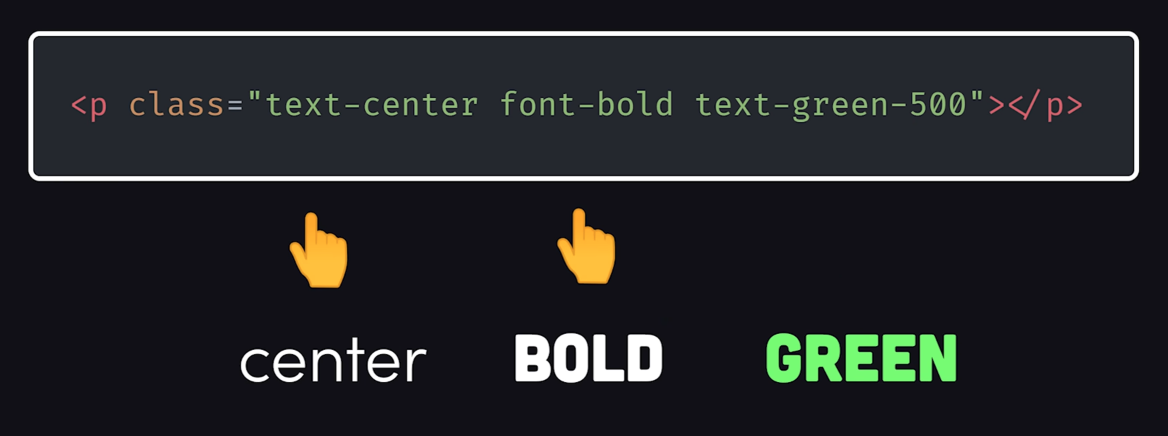 <p class="text-center font-bold text-green-500"></p>
center BOLD GREEN